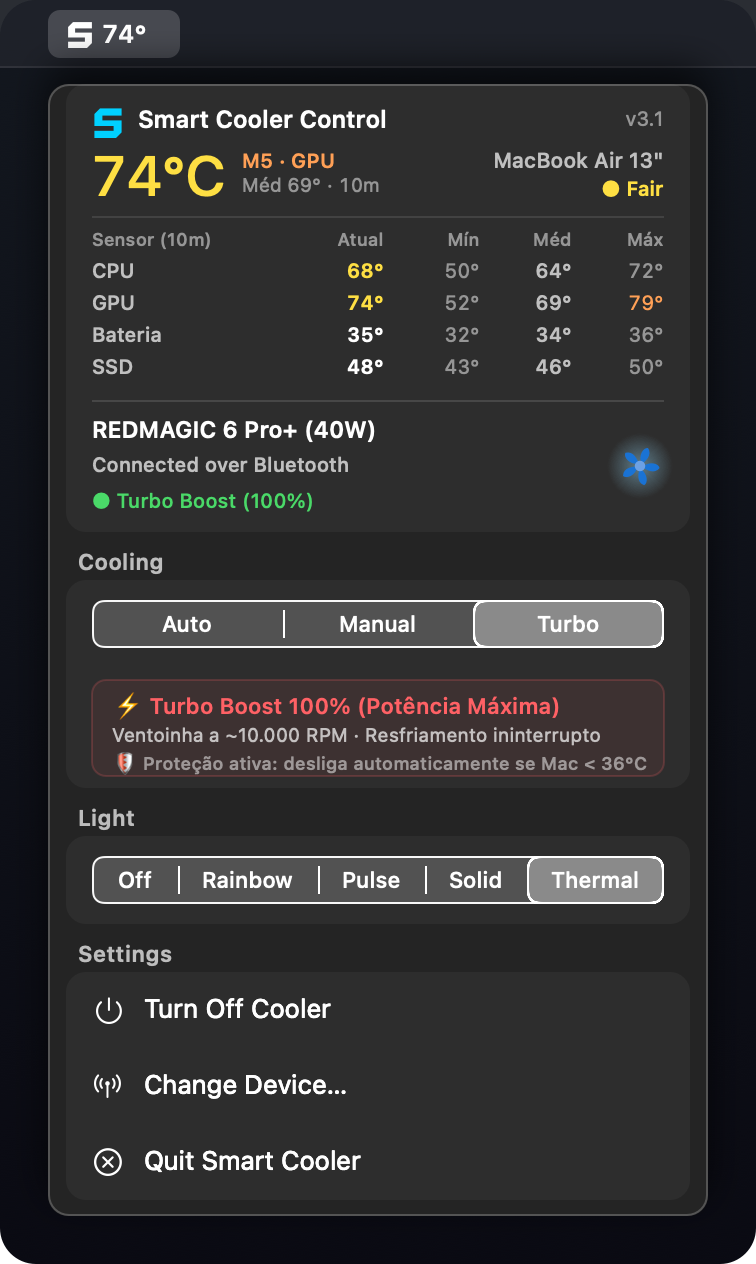 74°
Smart Cooler Control v3.1
74°C M5 · GPU MacBook Air 13"
Méd 69° · 10m Fair
Sensor (10m) Atual Mín Méd Máx
CPU 68° 50° 64° 72°
GPU 74° 52° 69° 79°
Bateria 35° 32° 34° 36°
SSD 48° 43° 46° 50°
REDMAGIC 6 Pro+ (40W)
Connected over Bluetooth
Turbo Boost (100%)
Cooling
Auto Manual Turbo
⚡ Turbo Boost 100% (Potência Máxima)
Ventoinha a ~10.000 RPM · Resfriamento ininterrupto
Proteção ativa: desliga automaticamente se Mac < 36°C
Light
Off Rainbow Pulse Solid Thermal
Settings
Turn Off Cooler
Change Device...
Quit Smart Cooler